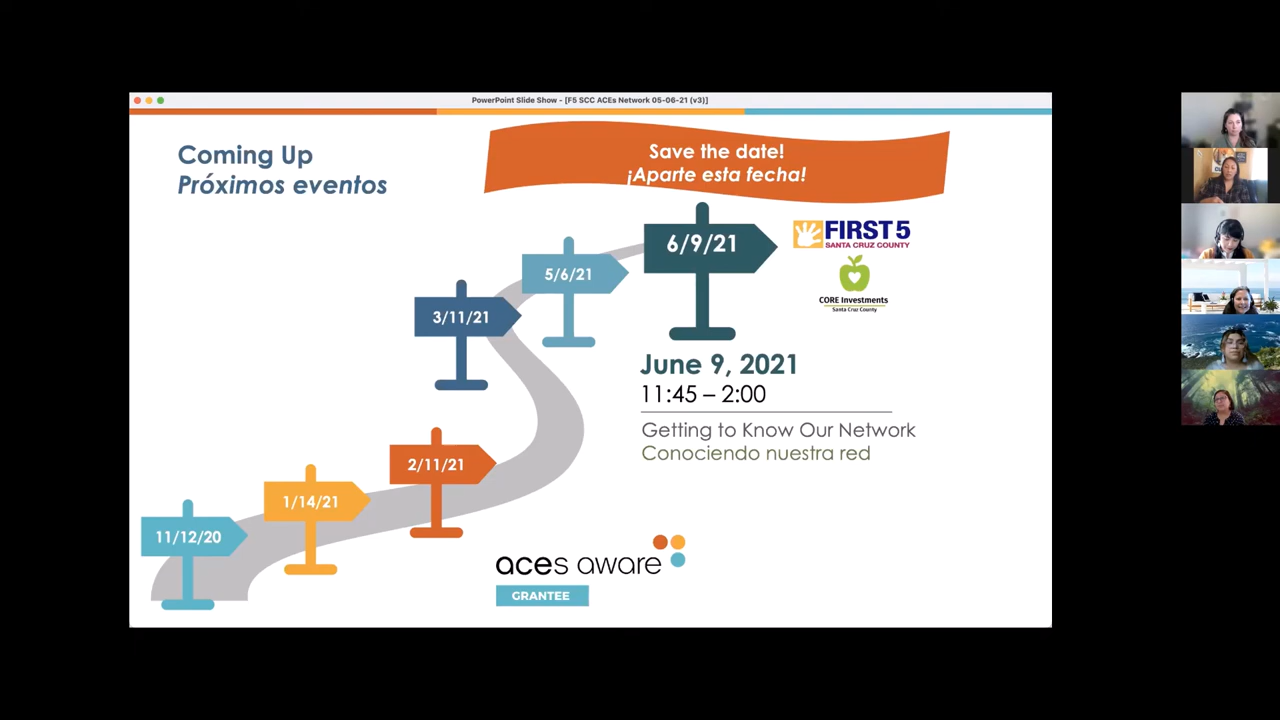 PowerPoint Slide Show - [F5 SCC ACEs Network 05-06-21 (v3)]
Coming Up
Próximos eventos
Save the date!
¡Aparte esta fecha!
6/9/21
FIRST 5
SANTA CRUZ COUNTY
5/6/21
CORE Investments
Santa Cruz County
3/11/21
June 9, 2021
11:45 – 2:00
Getting to Know Our Network
Conociendo nuestra red
2/11/21
1/14/21
11/12/20
aces aware
GRANTEE